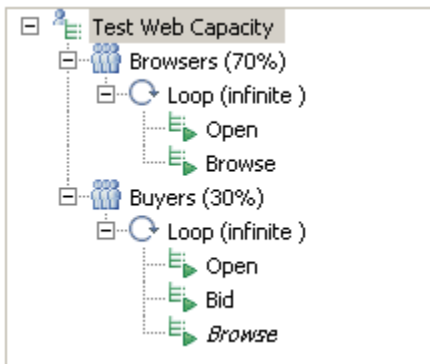 Test Web Capacity
Browsers (70%)
Loop (infinite )
Open
Browse
Buyers (30%)
Loop (infinite )
Open
Bid
Browse